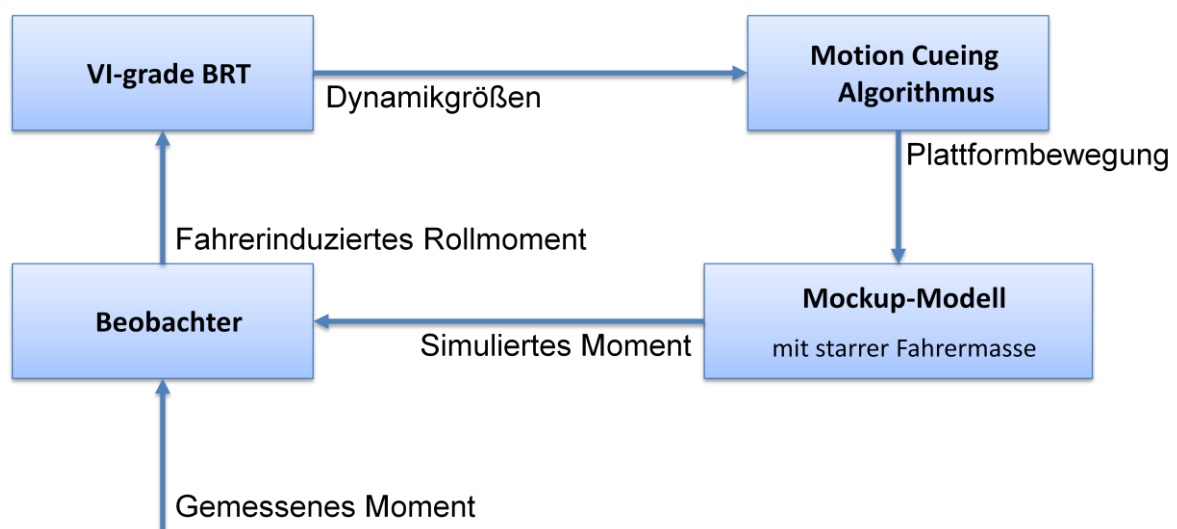 VI-grade BRT
Motion Cueing
Algorithmus
Dynamikgrößen
Plattformbewegung
Fahrerinduziertes Rollmoment
Beobachter
Mockup-Modell
mit starrer Fahrermasse
Simuliertes Moment
Gemessenes Moment